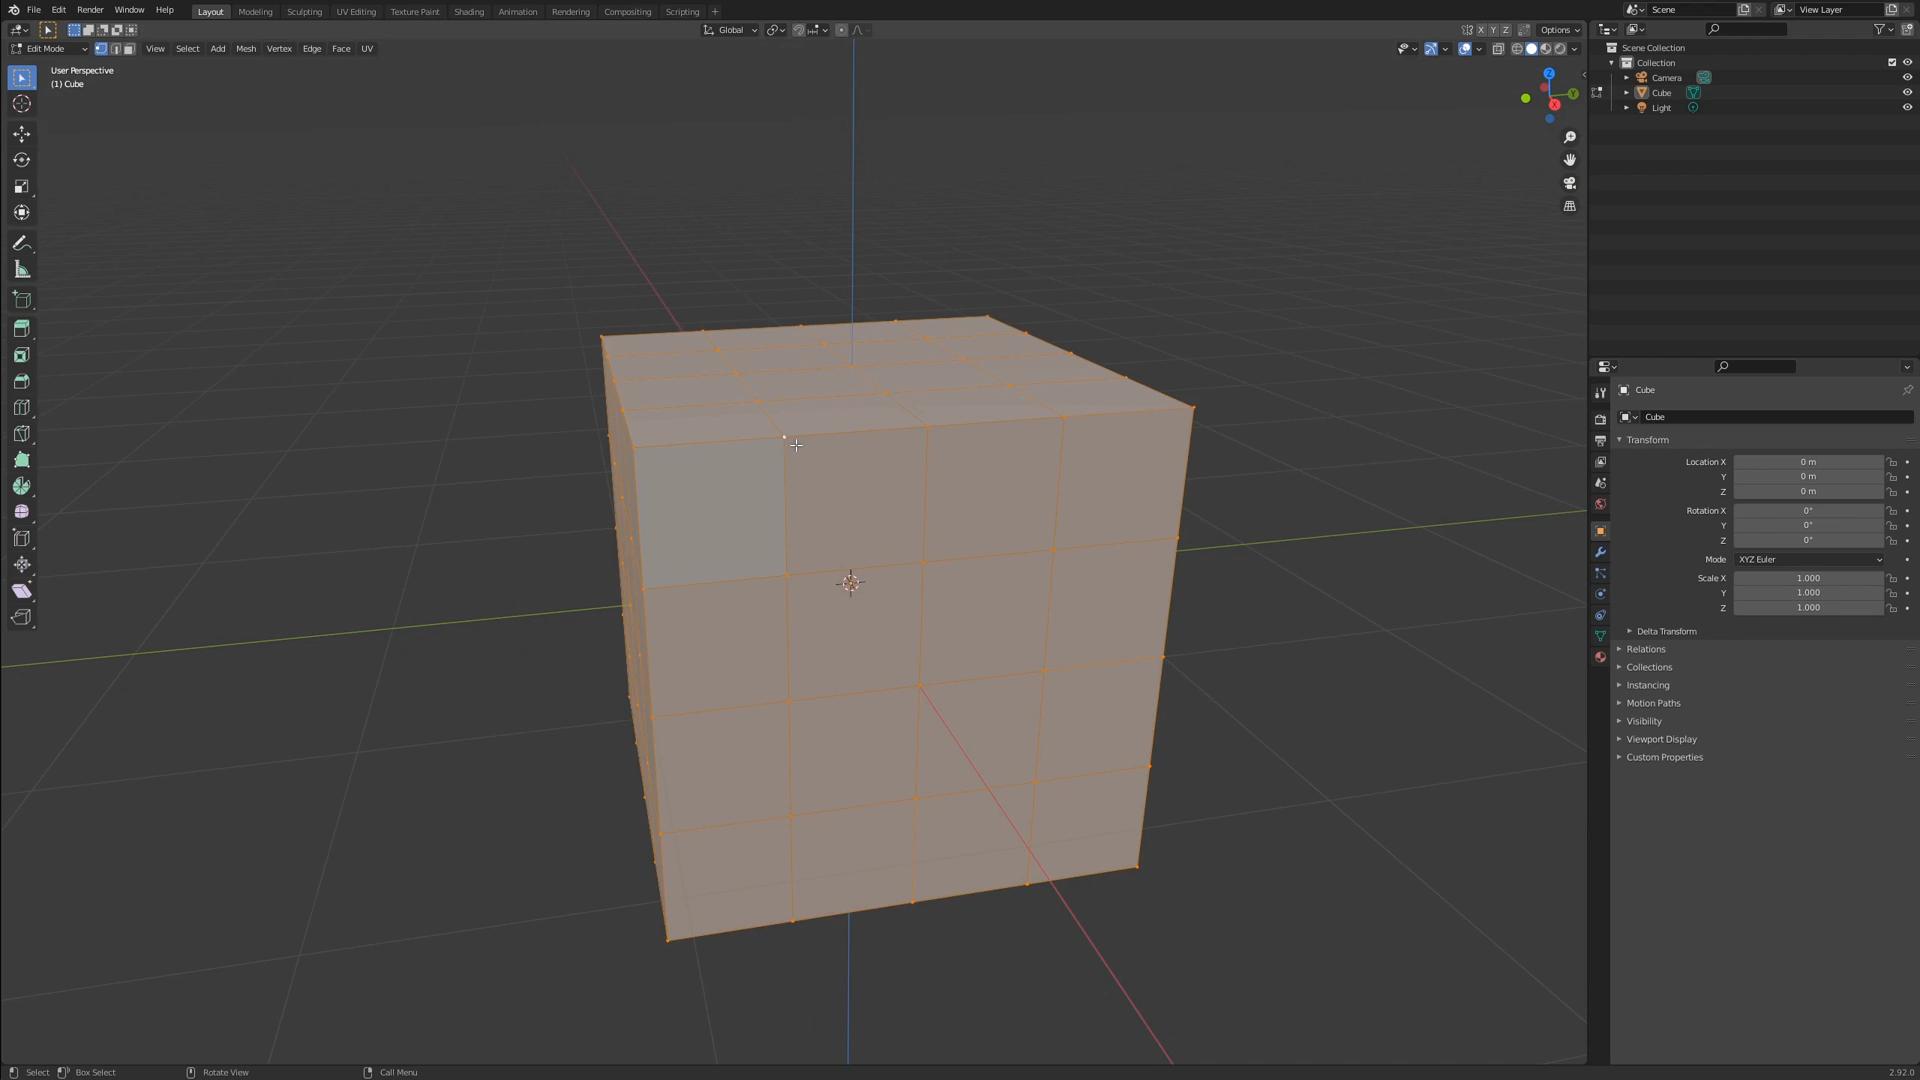 File Edit Render Window Help Layout Modeling Sculpting UV Editing Texture Paint Shading Animation Rendering Compositing Scripting + Scene View Layer
Global X Y Z Options
Edit Mode View Select Add Mesh Vertex Edge Face UV
User Perspective
(1) Cube
Z
Y
X
Scene Collection
Collection
Camera
Cube
Light
Cube
Cube
Transform
Location X 0 m
Y 0 m
Z 0 m
Rotation X 0°
Y 0°
Z 0°
Mode XYZ Euler
Scale X 1.000
Y 1.000
Z 1.000
Delta Transform
Relations
Collections
Instancing
Motion Paths
Visibility
Viewport Display
Custom Properties
Select Box Select Rotate View Call Menu 2.92.0